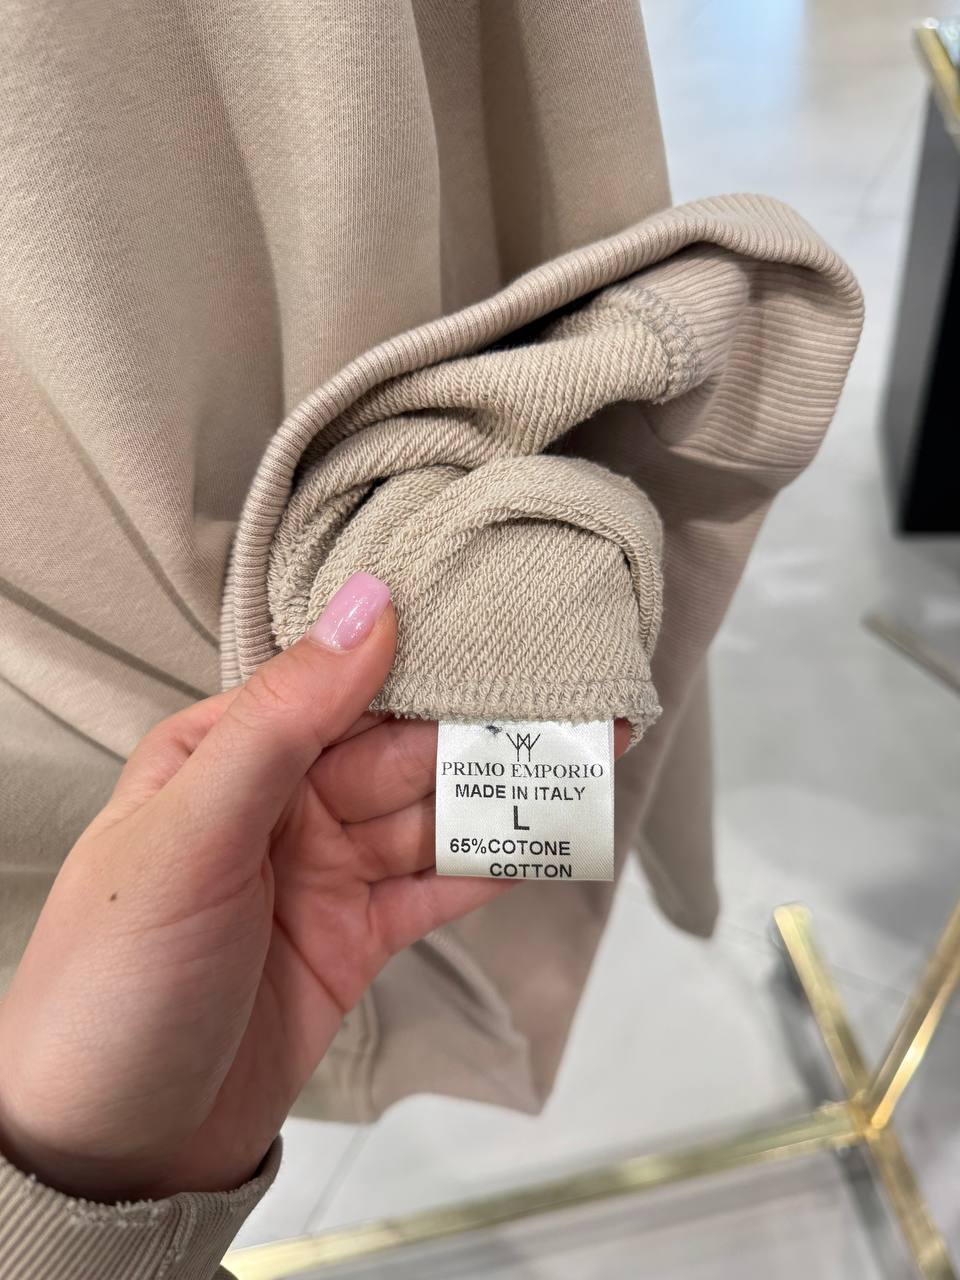 PRIMO EMPORIO
MADE IN ITALY
L
65%COTONE
COTTON